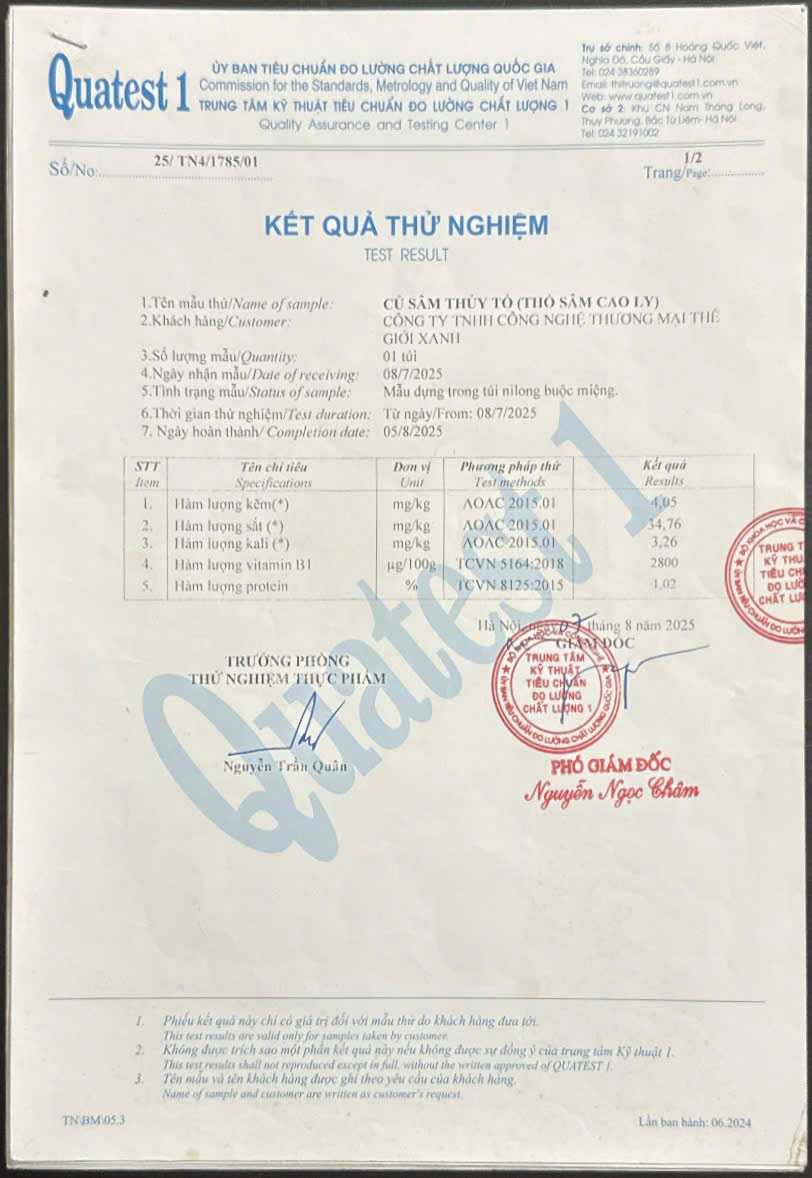 Quatest 1
ỦY BAN TIÊU CHUẨN ĐO LƯỜNG CHẤT LƯỢNG QUỐC GIA
Commission for the Standards, Metrology and Quality of Viet Nam
TRUNG TÂM KỸ THUẬT TIÊU CHUẨN ĐO LƯỜNG CHẤT LƯỢNG 1
Quality Assurance and Testing Center 1
Trụ sở chính: Số 8 Hoàng Quốc Việt,
Nghĩa Đô, Cầu Giấy - Hà Nội
Tel: 024 38360289
Email: thitruong@quatest1.com.vn
Web: www.quatest1.com.vn
Cơ sở 2: Khu CN Nam Thăng Long,
Thụy Phương, Bắc Từ Liêm- Hà Nội
Tel: 024 32191002
Số/No: 25/ TN4/1785/01
Trang/Page: 1/2
KẾT QUẢ THỬ NGHIỆM
TEST RESULT
1.Tên mẫu thử/Name of sample: CỦ SÂM THỦY TỎ (THỔ SÂM CAO LY)
2.Khách hàng/Customer: CÔNG TY TNHH CÔNG NGHỆ THƯƠNG MẠI THẾ
GIỚI XANH
3.Số lượng mẫu/Quantity: 01 túi
4.Ngày nhận mẫu/Date of receiving: 08/7/2025
5.Tình trạng mẫu/Status of sample: Mẫu đựng trong túi nilong buộc miệng.
6.Thời gian thử nghiệm/Test duration: Từ ngày/From: 08/7/2025
7. Ngày hoàn thành/ Completion date: 05/8/2025
STT Tên chỉ tiêu Đơn vị Phương pháp thử Kết quả
Item Specifications Unit Test methods Results
1. Hàm lượng kẽm(*) mg/kg AOAC 2015.01 4,05
2. Hàm lượng sắt (*) mg/kg AOAC 2015.01 34,76
3. Hàm lượng kali (*) mg/kg AOAC 2015.01 3,26
4. Hàm lượng vitamin B1 µg/100g TCVN 5164:2018 2800
5. Hàm lượng protein % TCVN 8125:2015 1,02
TRUNG T
KỸ THU
TIÊU CH
ĐO LƯỜ
CHẤT LƯ
Hà Nội, ngày 07 tháng 8 năm 2025
GIÁM ĐỐC
TRƯỞNG PHÒNG
THỬ NGHIỆM THỰC PHẨM
TRUNG TÂM
KỸ THUẬT
TIÊU CHUẨN
ĐO LƯỜNG
CHẤT LƯỢNG 1
Nguyễn Trần Quân
PHÓ GIÁM ĐỐC
Nguyễn Ngọc Châm
Quatest 1
1. Phiếu kết quả này chỉ có giá trị đối với mẫu thử do khách hàng đưa tới.
This test results are valid only for samples taken by customer.
2. Không được trích sao một phần kết quả này nếu không được sự đồng ý của trung tâm Kỹ thuật 1.
This test results shall not reproduced except in full, without the written approved of QUATEST 1.
3. Tên mẫu và tên khách hàng được ghi theo yêu cầu của khách hàng.
Name of sample and customer are written as customer's request.
TN\BM\05.3
Lần ban hành: 06.2024